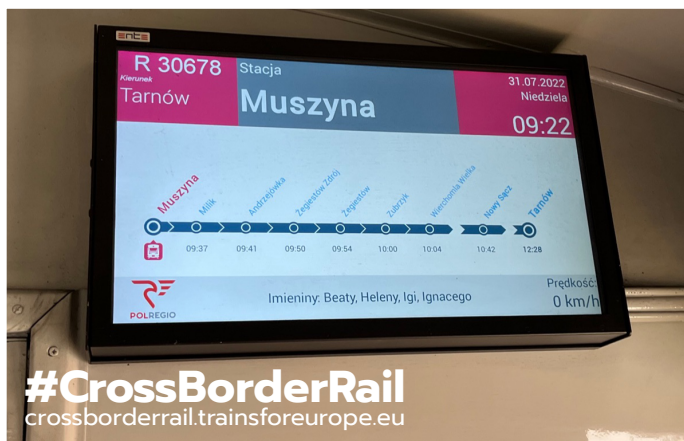 ente
R 30678
Kierunek
Tarnów
Stacja
Muszyna
31.07.2022
Niedziela
09:22
Muszyna
Milik
Andrzejówka
Żegiestów Zdrój
Żegiestów
Zubrzyk
Wierchomla Wielka
Nowy Sącz
Tarnów
09:37
09:41
09:50
09:54
10:00
10:04
10:42
12:28
POLREGIO
Imieniny: Beaty, Heleny, Igi, Ignacego
Prędkość:
0 km/h
#CrossBorderRail
crossborderrail.trainsforeurope.eu